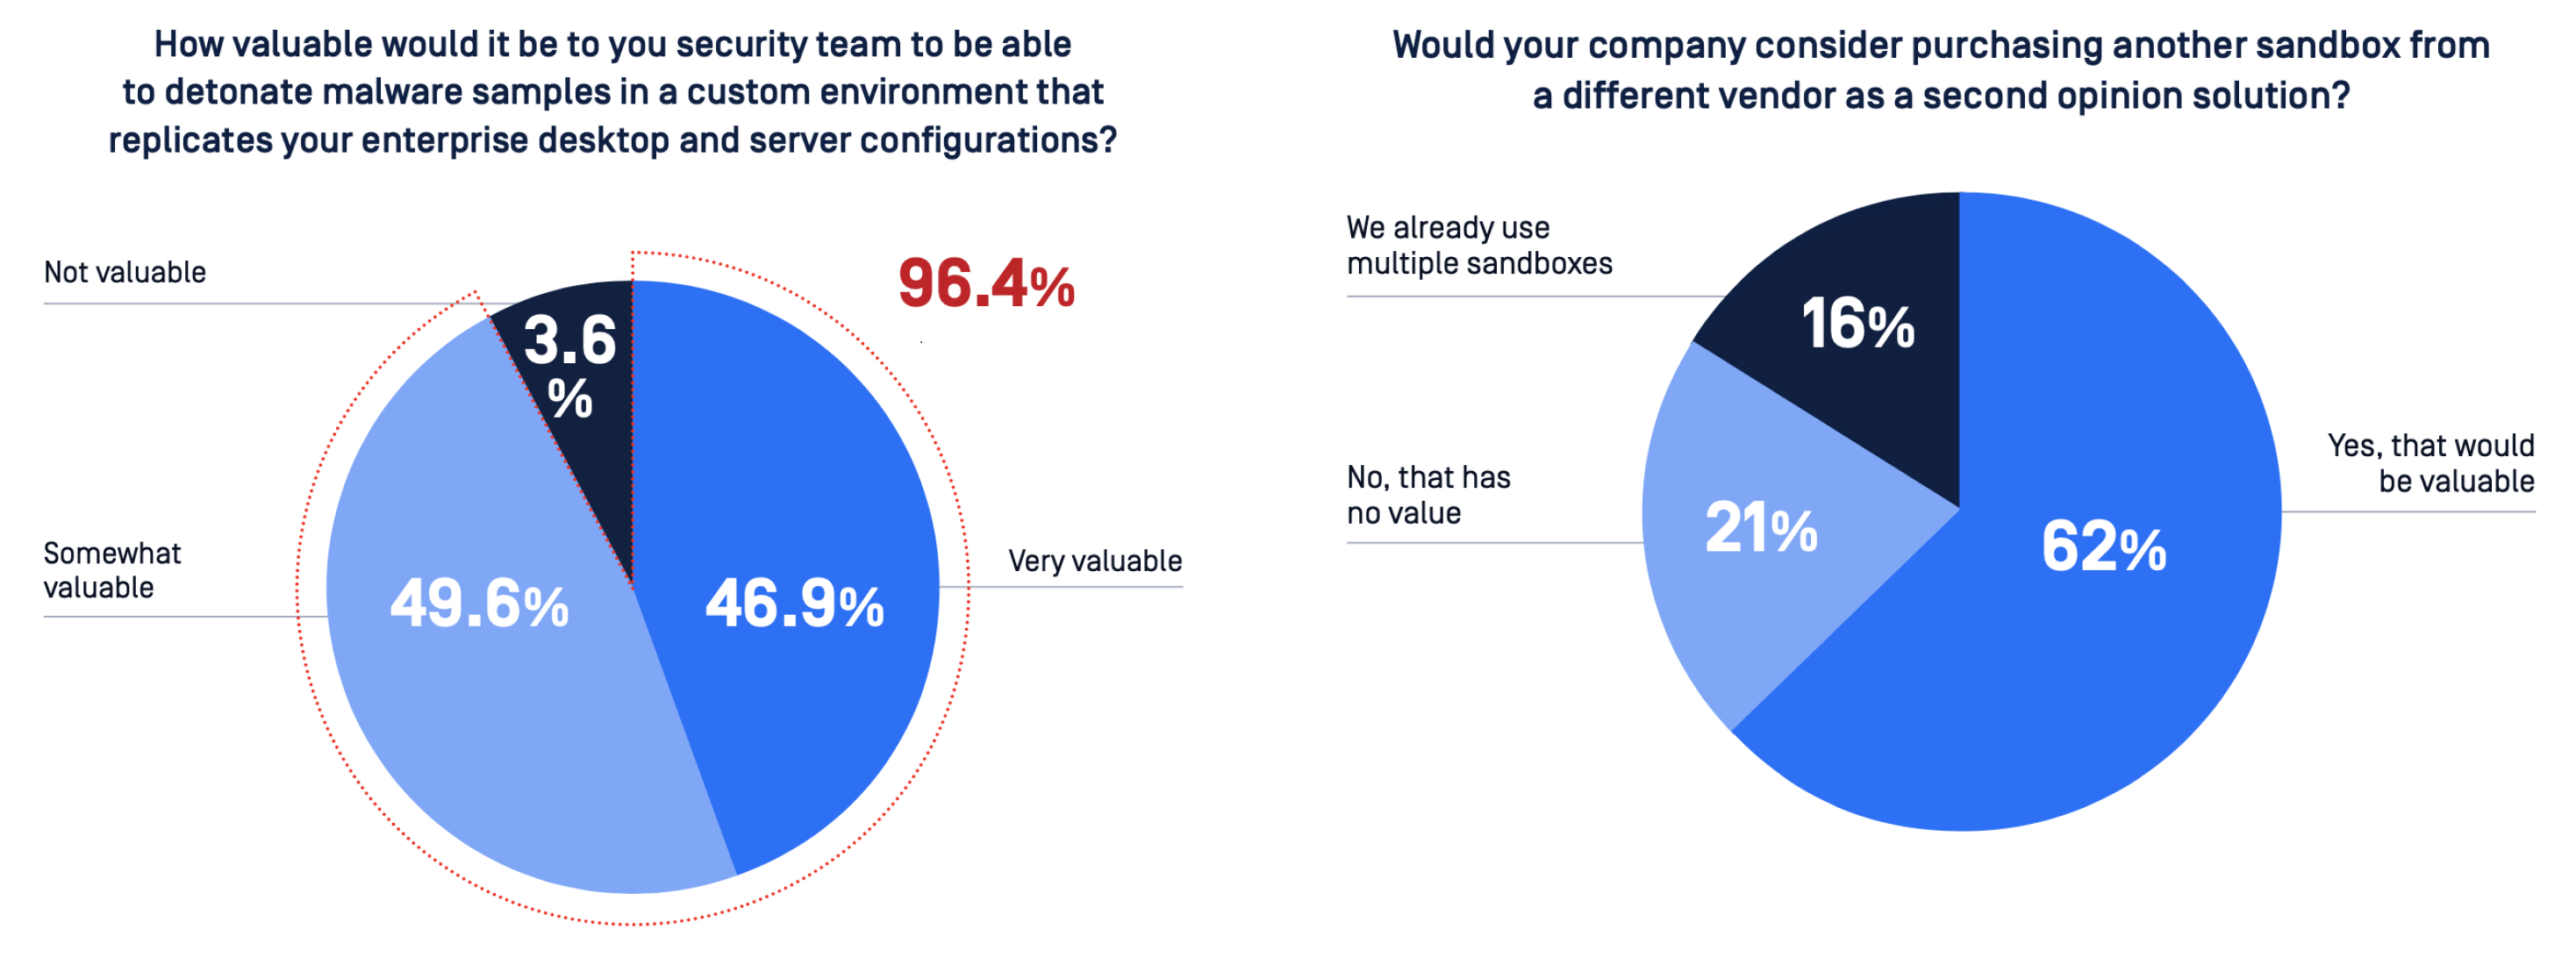 How valuable would it be to you security team to be able
to detonate malware samples in a custom environment that
replicates your enterprise desktop and server configurations?
Not valuable
96.4%
3.6
%
Somewhat
valuable
49.6%
46.9%
Very valuable
Would your company consider purchasing another sandbox from
a different vendor as a second opinion solution?
We already use
multiple sandboxes
16%
No, that has
no value
21%
62%
Yes, that would
be valuable